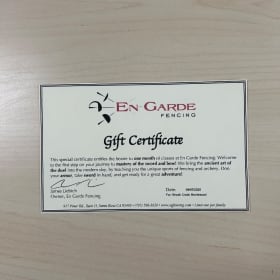 EN GARDE
FENCING
Gift Certificate
This special certificate entitles the bearer to one month of classes at En Garde Fencing. Welcome
to the first step on your journey to mastery of the sword and bow! We bring the ancient art of
the duel into the modern age, by teaching you the unique sports of fencing and archery. Don
your armor, take sword in hand, and get ready for a great adventure!
James
Owner, En Garde Fencing
Date: